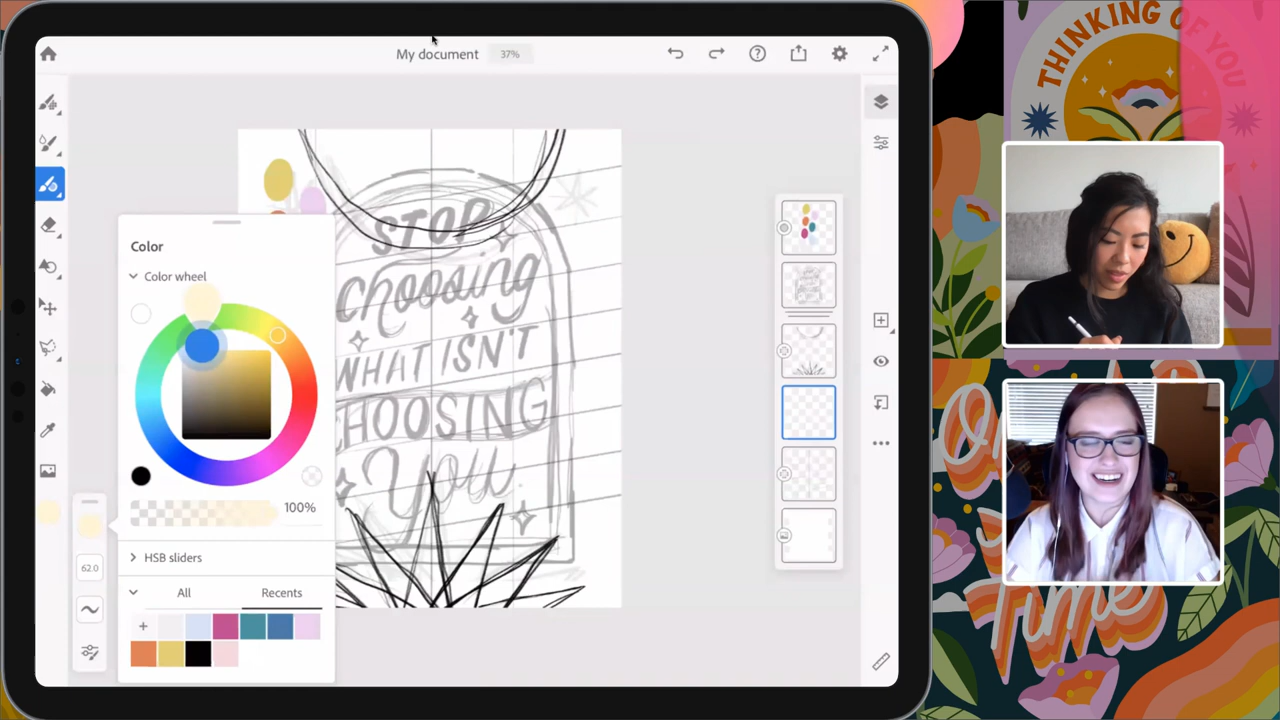 My document
37%
THINKING OF YOU
STOP
Choosing
WHAT ISN'T
CHOOSING
You
Color
Color wheel
100%
HSB sliders
All
Recents
62.0
Time